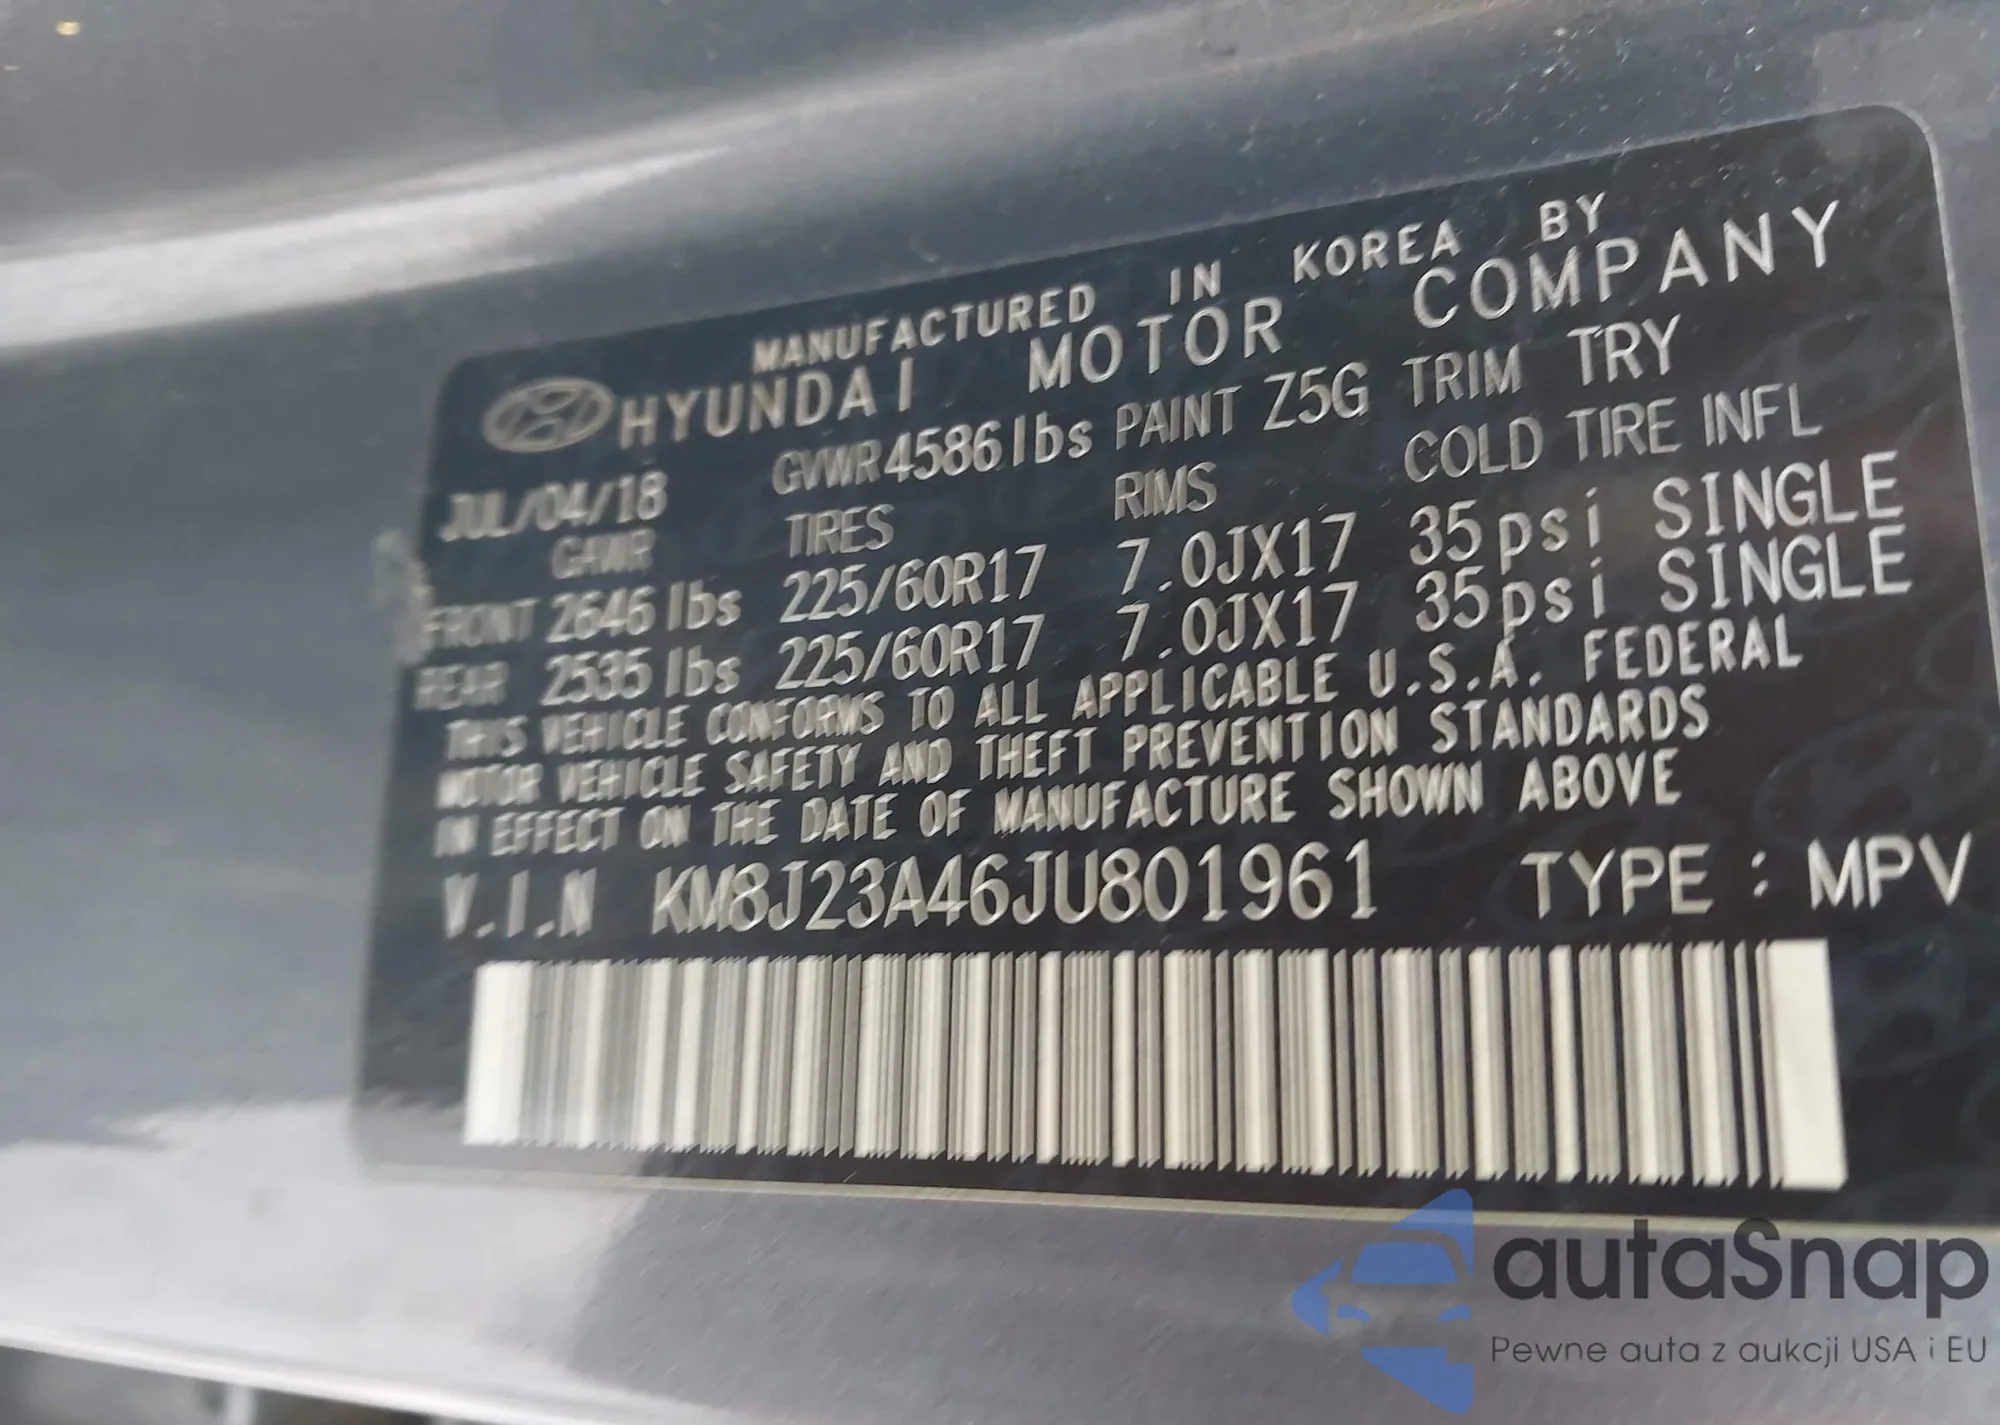 MANUFACTURED IN KOREA BY
HYUNDAI MOTOR COMPANY
JUL/04/18 GVWR 4586 lbs PAINT Z5G TRIM TRY
GAWR TIRES RIMS COLD TIRE INFL
FRONT 2646 lbs 225/60R17 7.0JX17 35psi SINGLE
REAR 2535 lbs 225/60R17 7.0JX17 35psi SINGLE
THIS VEHICLE CONFORMS TO ALL APPLICABLE U.S.A. FEDERAL
MOTOR VEHICLE SAFETY AND THEFT PREVENTION STANDARDS
IN EFFECT ON THE DATE OF MANUFACTURE SHOWN ABOVE
V.I.N KM8J23A46JU801961 TYPE : MPV
autaSnap
Pewne auta z aukcji USA i EU